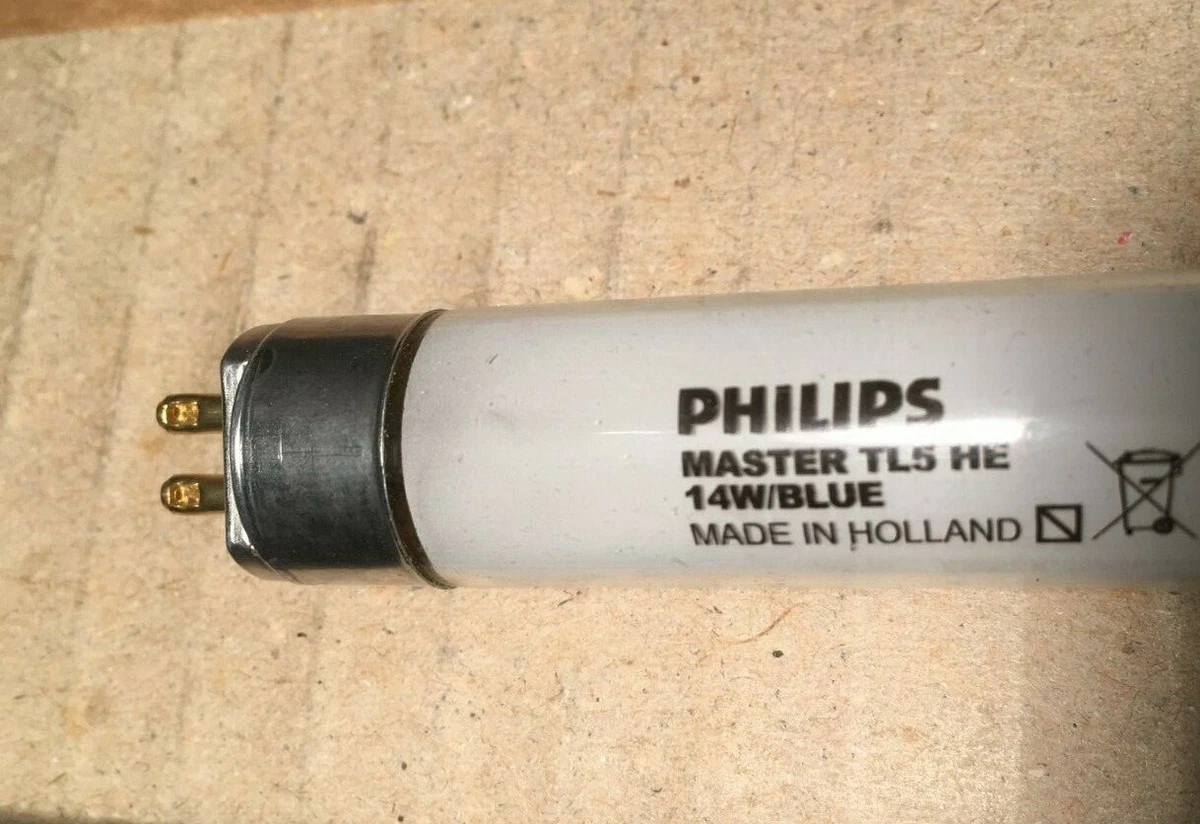 PHILIPS
MASTER TL5 HE
14W/BLUE
MADE IN HOLLAND